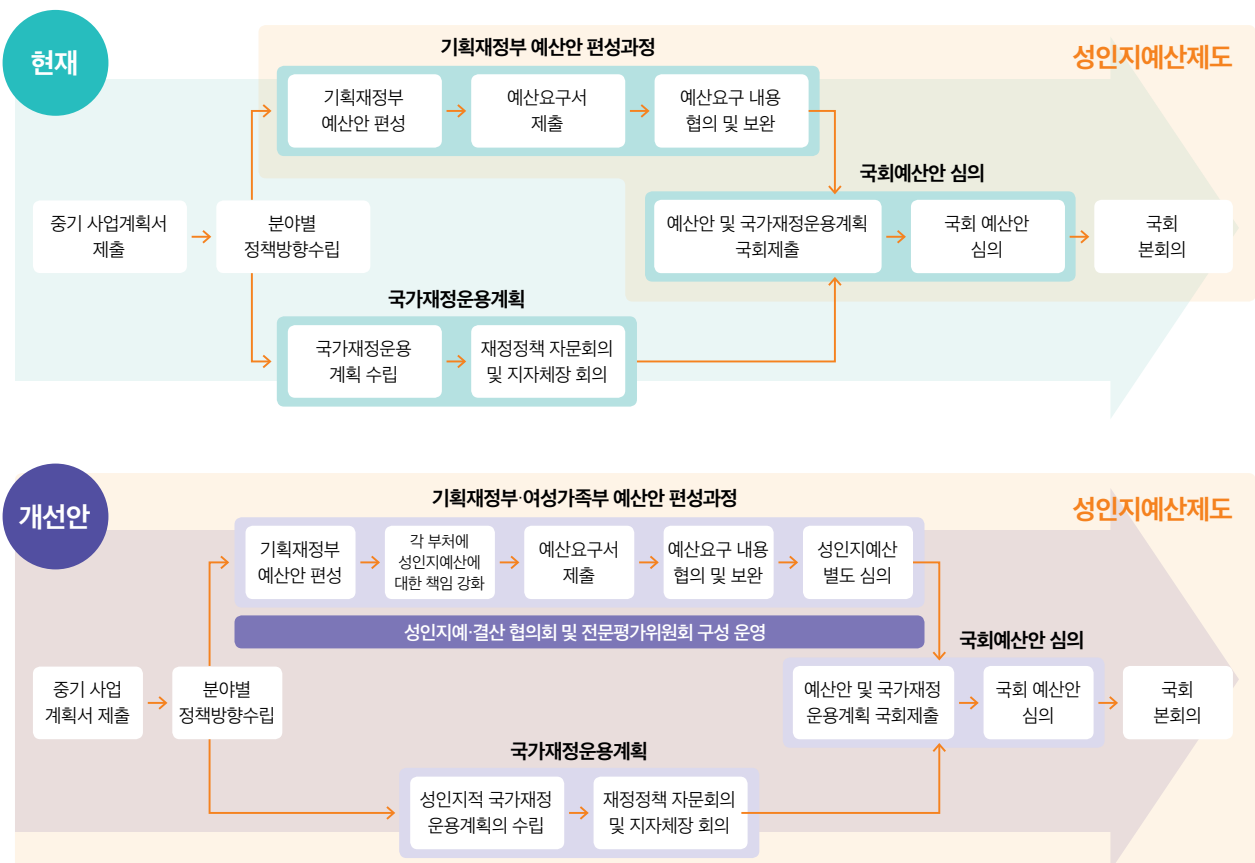 현재
성인지예산제도
기획재정부 예산안 편성과정
기획재정부
예산안 편성
예산요구서
제출
예산요구 내용
협의 및 보완
중기 사업계획서
제출
분야별
정책방향수립
국회예산안 심의
예산안 및 국가재정운용계획
국회제출
국회 예산안
심의
국회
본회의
국가재정운용계획
국가재정운용
계획 수립
재정정책 자문회의
및 지자체장 회의
개선안
성인지예산제도
기획재정부·여성가족부 예산안 편성과정
기획재정부
예산안 편성
각 부처에
성인지예산에
대한 책임 강화
예산요구서
제출
예산요구 내용
협의 및 보완
성인지예산
별도 심의
성인지예·결산 협의회 및 전문평가위원회 구성 운영
중기 사업
계획서 제출
분야별
정책방향수립
국회예산안 심의
예산안 및 국가재정
운용계획 국회제출
국회 예산안
심의
국회
본회의
국가재정운용계획
성인지적 국가재정
운용계획의 수립
재정정책 자문회의
및 지자체장 회의